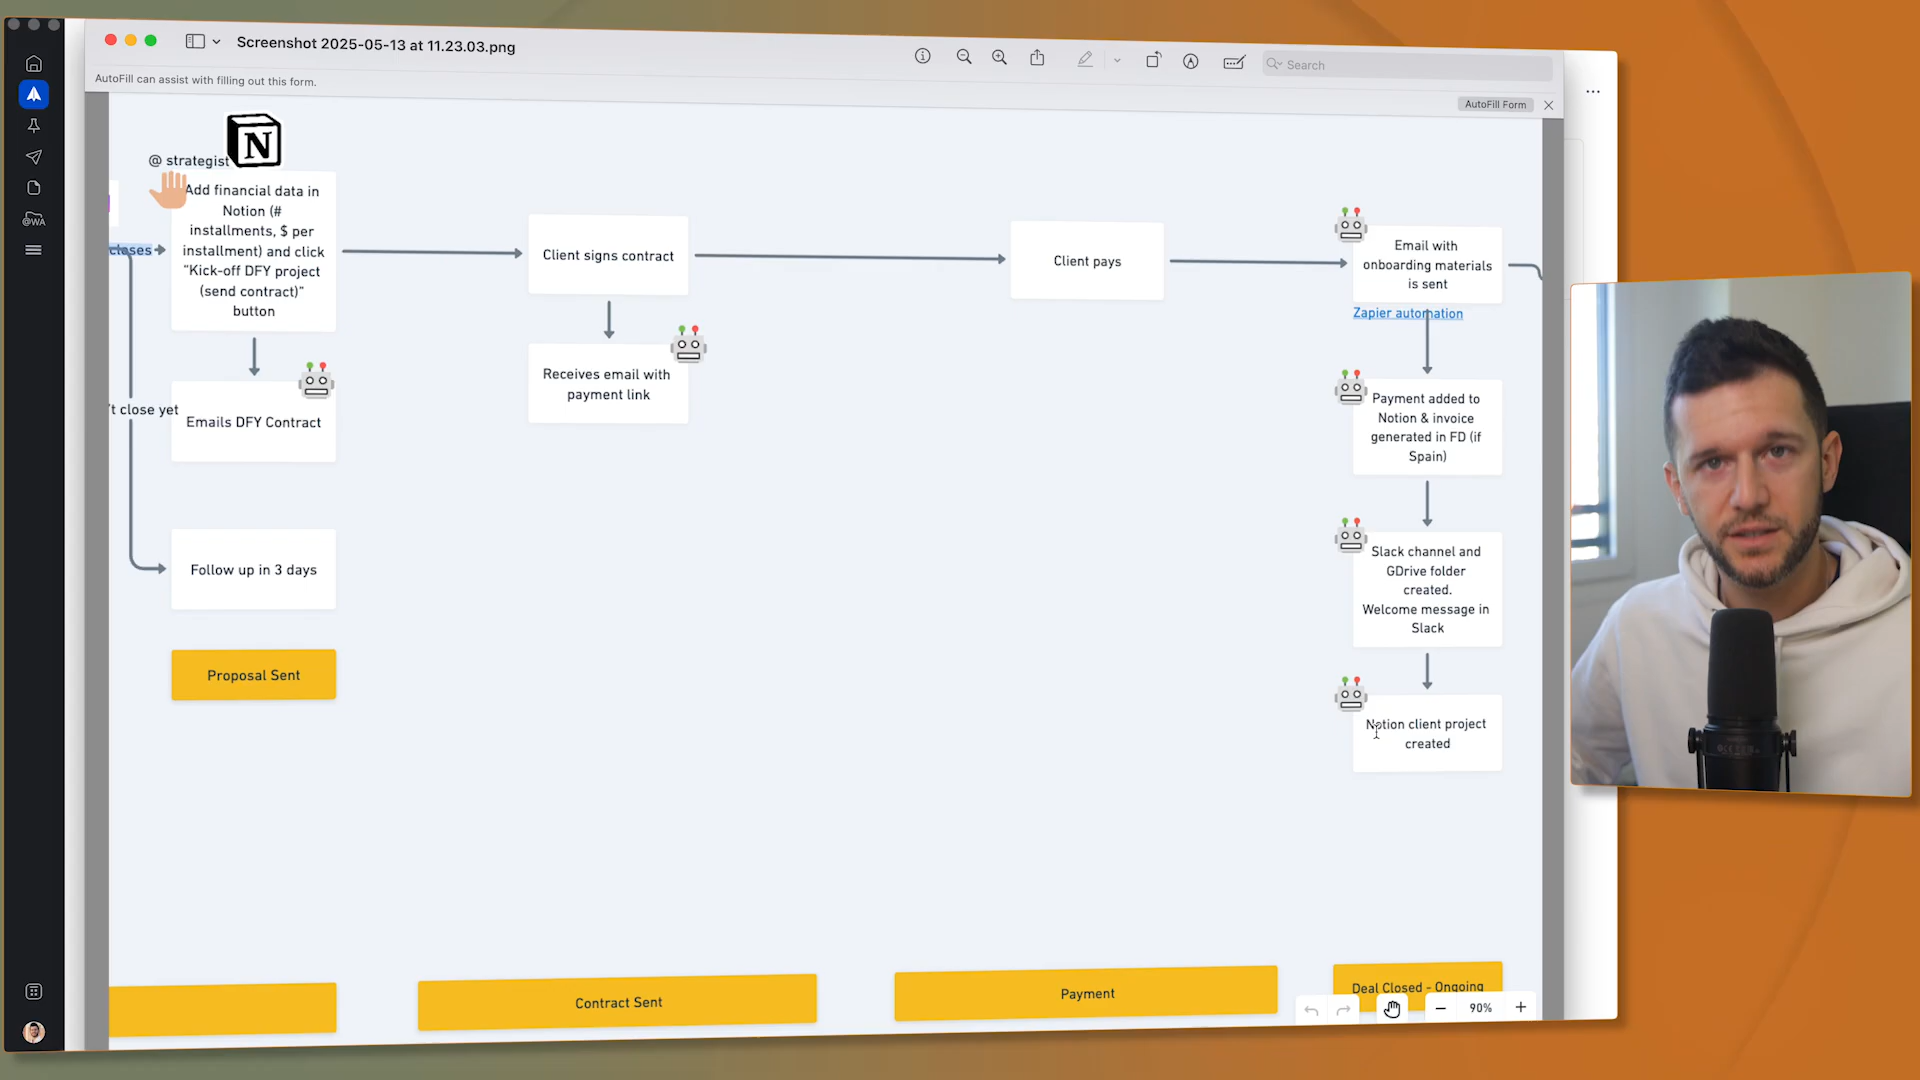 Screenshot 2025-05-13 at 11.23.03.png
Search
AutoFill can assist with filling out this form.
AutoFill Form
@WA
N
@ strategist
Add financial data in
Notion (#
installments, $ per
installment) and click
“Kick-off DFY project
(send contract)”
button
closes
Emails DFY Contract
't close yet
Follow up in 3 days
Proposal Sent
Client signs contract
Receives email with
payment link
Client pays
Email with
onboarding materials
is sent
Zapier automation
Payment added to
Notion & invoice
generated in FD (if
Spain)
Slack channel and
GDrive folder
created.
Welcome message in
Slack
Notion client project
created
Contract Sent
Payment
Deal Closed - Ongoing
90%